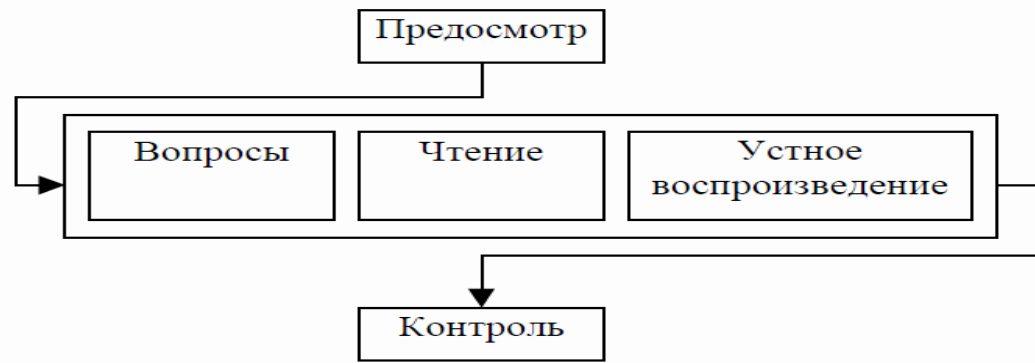 Предосмотр
Вопросы
Чтение
Устное
воспроизведение
Контроль